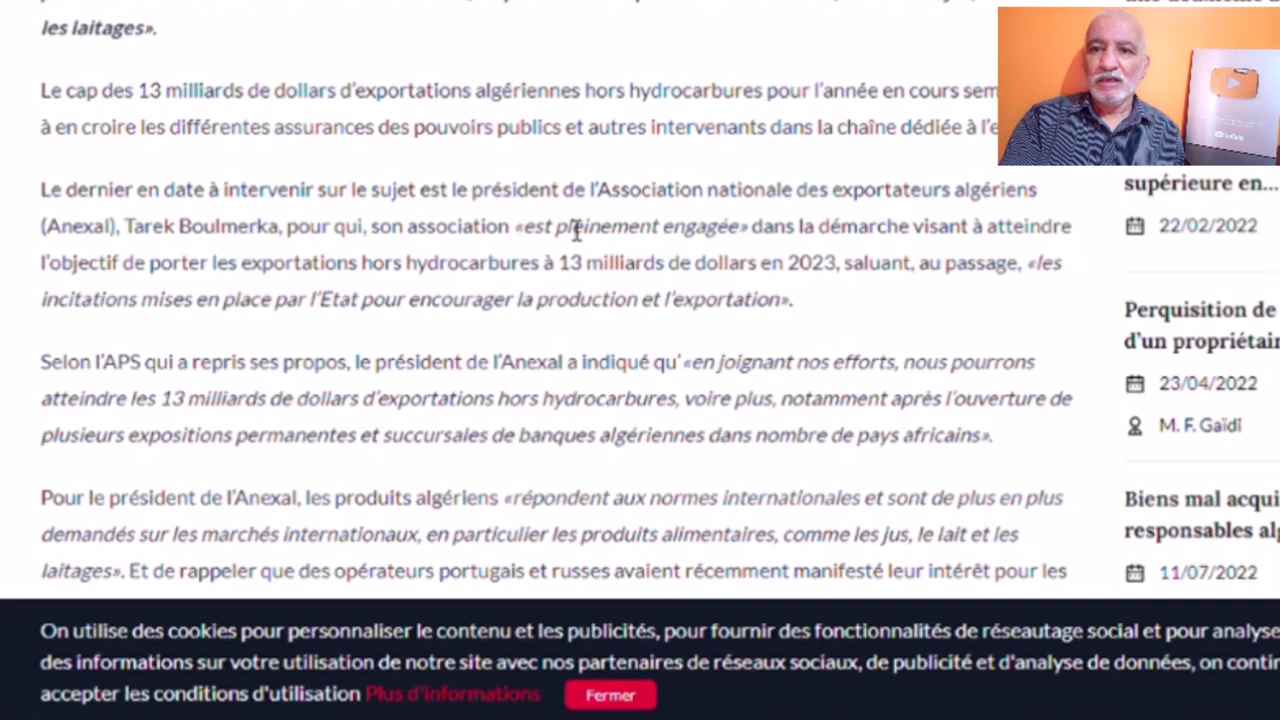 les laitages».
Le cap des 13 milliards de dollars d'exportations algériennes hors hydrocarbures pour l'année en cours
à en croire les différentes assurances des pouvoirs publics et autres intervenants dans la chaîne dédiée à
Le dernier en date à intervenir sur le sujet est le président de l'Association nationale des exportateurs algériens
(Anexal), Tarek Boulmerka, pour qui, son association «est pleinement engagée» dans la démarche visant à atteindre
l'objectif de porter les exportations hors hydrocarbures à 13 milliards de dollars en 2023, saluant, au passage, «les
incitations mises en place par l'Etat pour encourager la production et l'exportation».
Selon l'APS qui a repris ses propos, le président de l'Anexal a indiqué qu'«en joignant nos efforts, nous pourrons
atteindre les 13 milliards de dollars d'exportations hors hydrocarbures, voire plus, notamment après l'ouverture de
plusieurs expositions permanentes et succursales de banques algériennes dans nombre de pays africains».
Pour le président de l'Anexal, les produits algériens «répondent aux normes internationales et sont de plus en plus
demandés sur les marchés internationaux, en particulier les produits alimentaires, comme les jus, le lait et les
laitages». Et de rappeler que des opérateurs portugais et russes avaient récemment manifesté leur intérêt pour les
supérieure en...
22/02/2022
Perquisition de
d'un propriétair
23/04/2022
M. F. Gaïdi
Biens mal acqui
responsables alg
11/07/2022
On utilise des cookies pour personnaliser le contenu et les publicités, pour fournir des fonctionnalités de réseautage social et pour analyse
des informations sur votre utilisation de notre site avec nos partenaires de réseaux sociaux, de publicité et d'analyse de données, on contin
accepter les conditions d'utilisation Plus d'informations Fermer